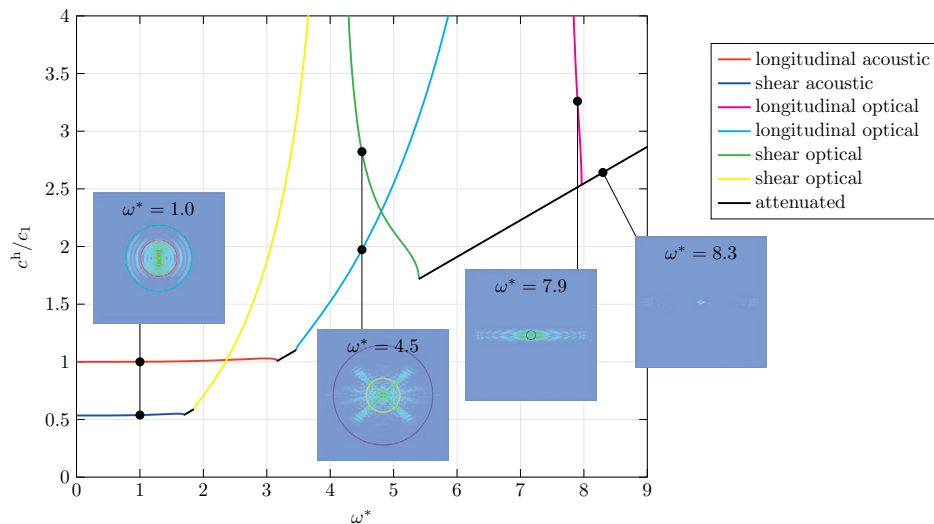 4
3.5
3
2.5
2
1.5
1
0.5
0
c^h/c_1
0 1 2 3 4 5 6 7 8 9
ω*
ω* = 1.0
ω* = 4.5
ω* = 7.9
ω* = 8.3
longitudinal acoustic
shear acoustic
longitudinal optical
longitudinal optical
shear optical
shear optical
attenuated